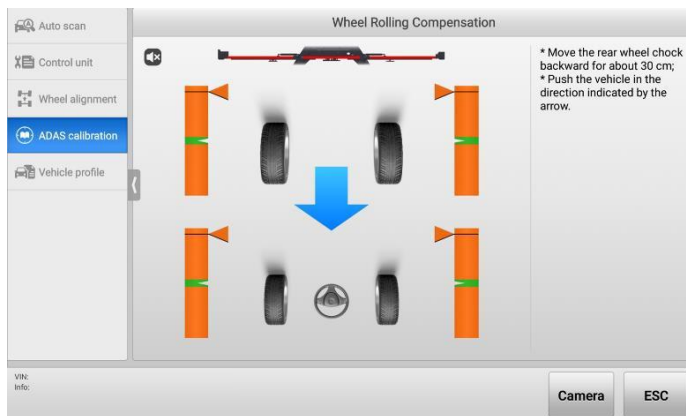 Auto scan
Control unit
Wheel alignment
ADAS calibration
Vehicle profile
Wheel Rolling Compensation
* Move the rear wheel chock
backward for about 30 cm;
* Push the vehicle in the
direction indicated by the
arrow.
VIN:
Info:
Camera
ESC